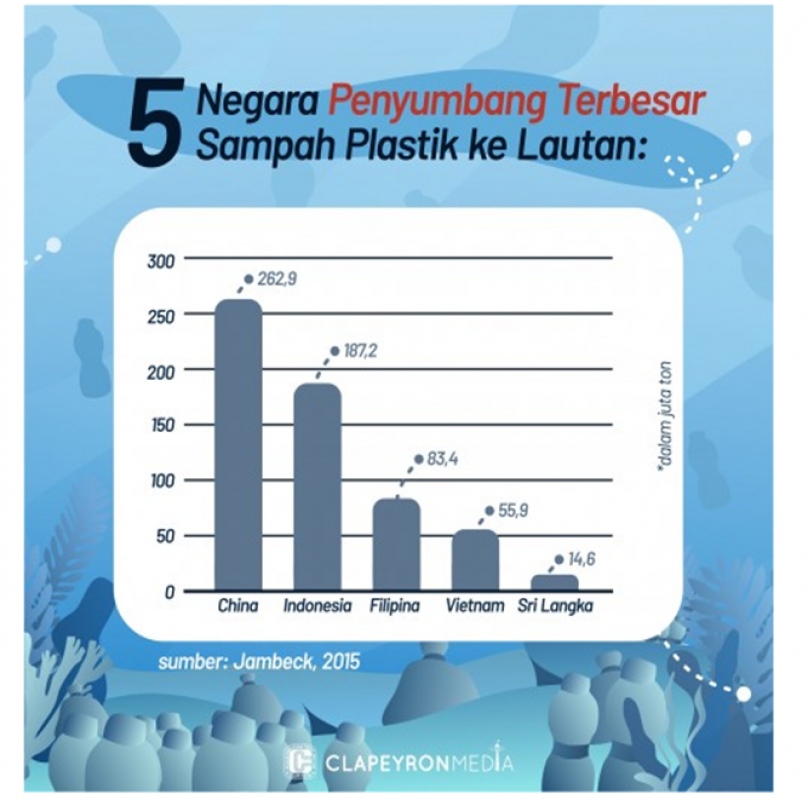 5 Negara Penyumbang Terbesar
Sampah Plastik ke Lautan:
300
262,9
250
187,2
200
150
83,4
100
55,9
50
14,6
0
China Indonesia Filipina Vietnam Sri Langka
*dalam juta ton
sumber: Jambeck, 2015
CLAPEYRONMEDIA